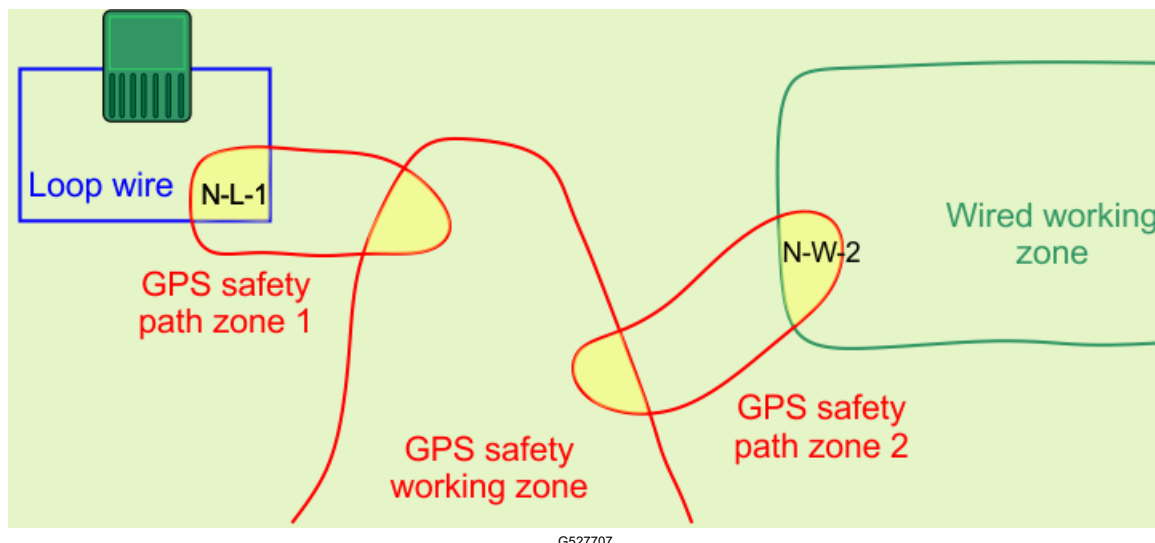 Loop wire
N-L-1
GPS safety
path zone 1
GPS safety
working zone
N-W-2
GPS safety
path zone 2
Wired working
zone
G527707